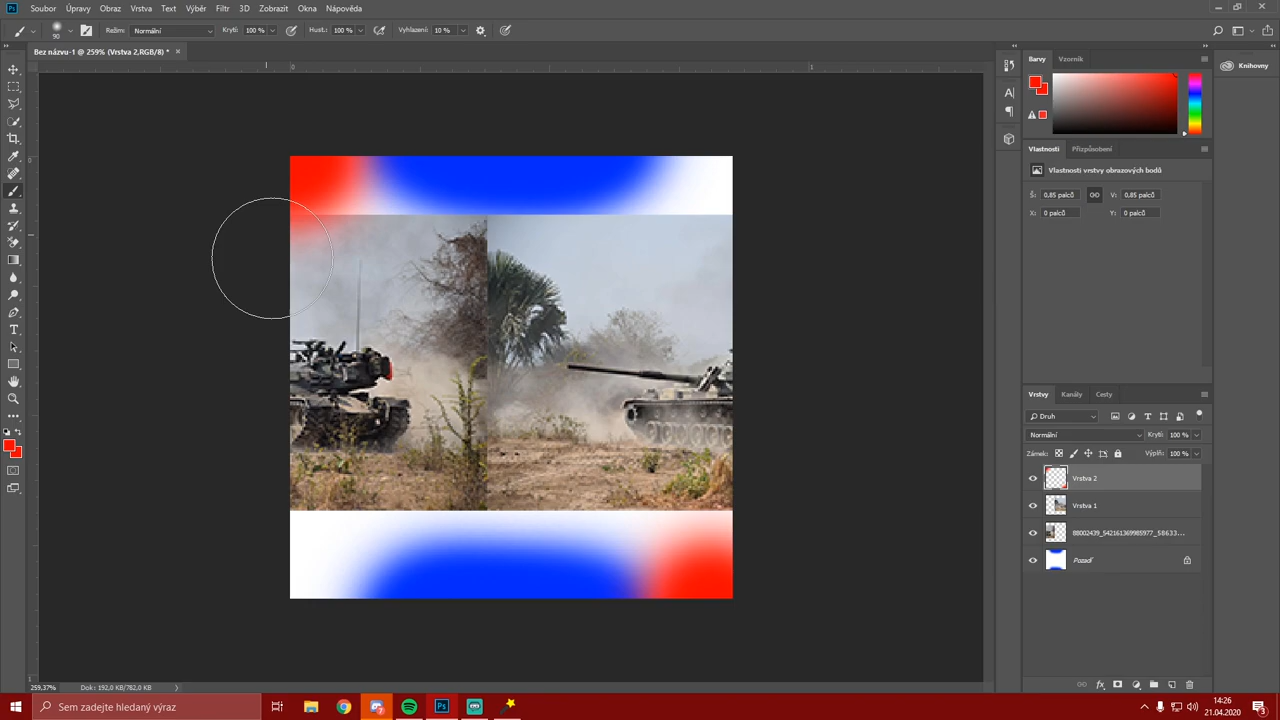 Soubor Úpravy Obraz Vrstva Text Výběr Filtr 3D Zobrazit Okna Nápověda
90 Režim: Normální Krytí: 100 % Hust.: 100 % Vyhlazení: 10 %
Bez názvu-1 @ 259% (Vrstva 2,RGB/8) *
0 1
Barvy Vzorník
Knihovny
Vlastnosti Přizpůsobení
Vlastnosti vrstvy obrazových bodů
Š: 0,85 palců V: 0,85 palců
X: 0 palců Y: 0 palců
Vrstvy Kanály Cesty
Druh
Normální Krytí: 100 %
Zámek: Výplň: 100 %
Vrstva 2
Vrstva 1
88002439_542161369985977_58633...
Pozadí
259,37% Dok: 192,0 KB/782,0 KB
Sem zadejte hledaný výraz
14:26
21.04.2020